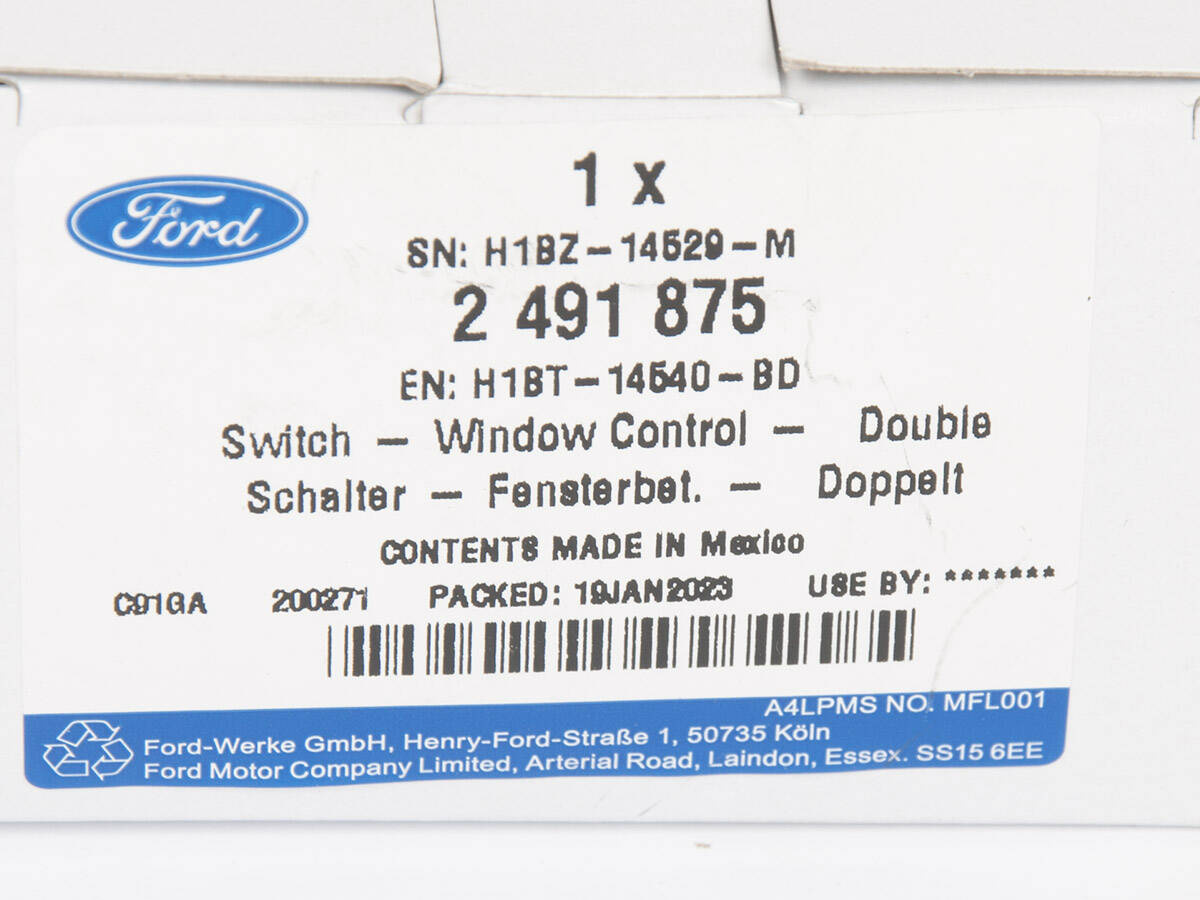 Ford
1 x
SN: H1BZ-14529-M
2 491 875
EN: H1BT-14540-BD
Switch - Window Control - Double
Schalter - Fensterbet. - Doppelt
CONTENTS MADE IN Mexico
C91GA 200271 PACKED: 19JAN2023 USE BY: *******
A4LPMS NO. MFL001
Ford-Werke GmbH, Henry-Ford-Straße 1, 50735 Köln
Ford Motor Company Limited, Arterial Road, Laindon, Essex. SS15 6EE